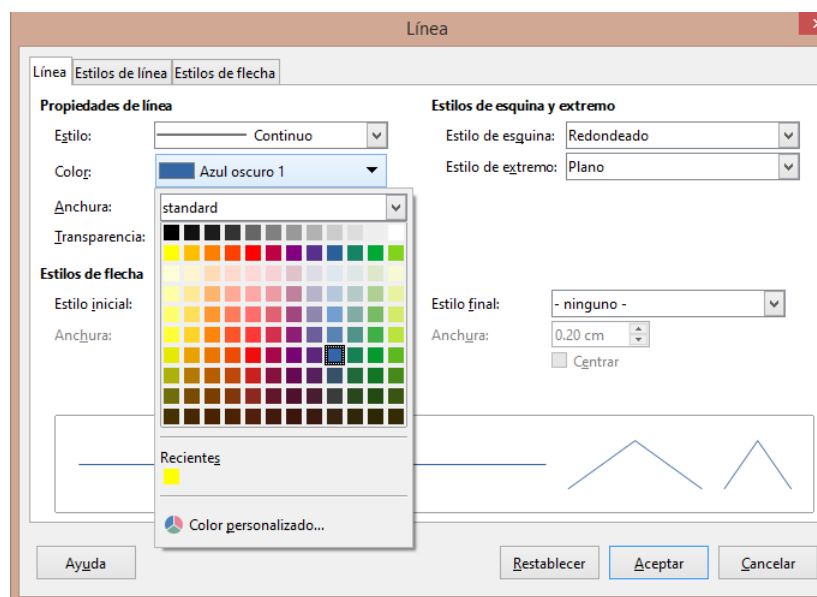 Línea
Línea Estilos de línea Estilos de flecha
Propiedades de línea
Estilo:
Continuo
Color:
Azul oscuro 1
Anchura:
standard
Transparencia:
Estilos de flecha
Estilo inicial:
Anchura:
Recientes
Color personalizado...
Estilos de esquina y extremo
Estilo de esquina: Redondeado
Estilo de extremo: Plano
Estilo final: - ninguno -
Anchura: 0.20 cm
Centrar
Ayuda
Restablecer
Aceptar
Cancelar